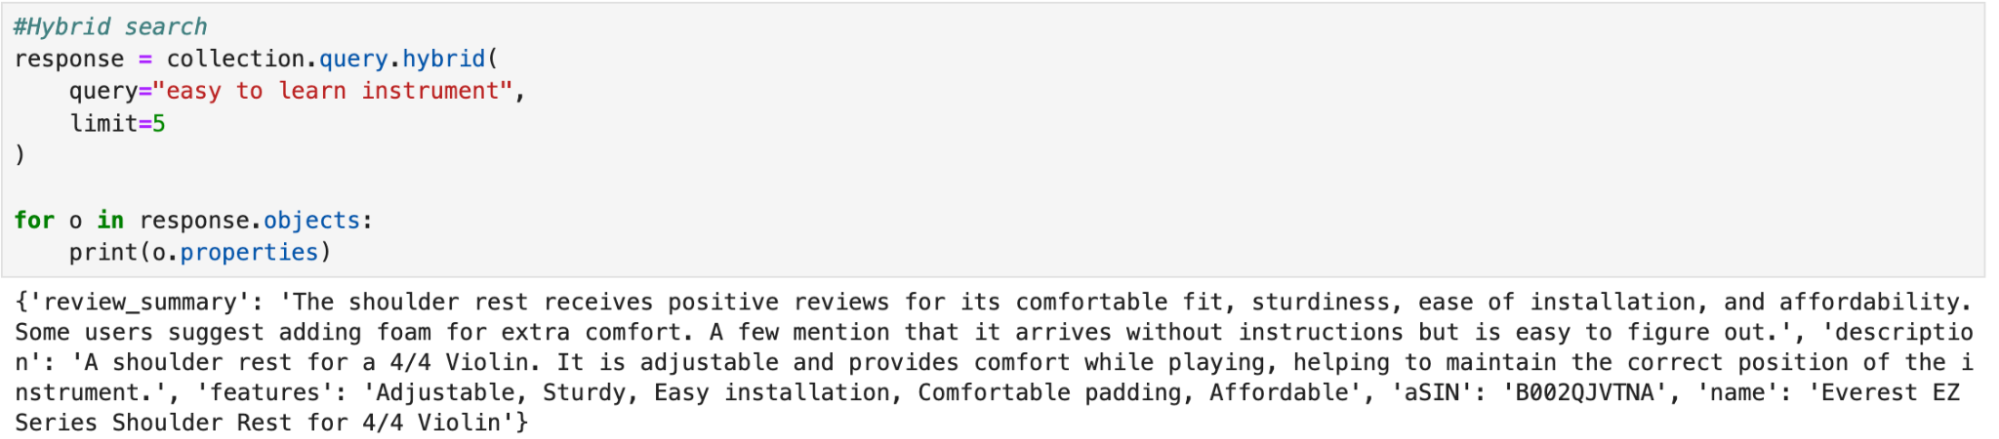 #Hybrid search
response = collection.query.hybrid(
    query="easy to learn instrument",
    limit=5
)

for o in response.objects:
    print(o.properties)
{'review_summary': 'The shoulder rest receives positive reviews for its comfortable fit, sturdiness, ease of installation, and affordability.
Some users suggest adding foam for extra comfort. A few mention that it arrives without instructions but is easy to figure out.', 'descriptio
n': 'A shoulder rest for a 4/4 Violin. It is adjustable and provides comfort while playing, helping to maintain the correct position of the i
nstrument.', 'features': 'Adjustable, Sturdy, Easy installation, Comfortable padding, Affordable', 'aSIN': 'B002QJVTNA', 'name': 'Everest EZ
Series Shoulder Rest for 4/4 Violin'}